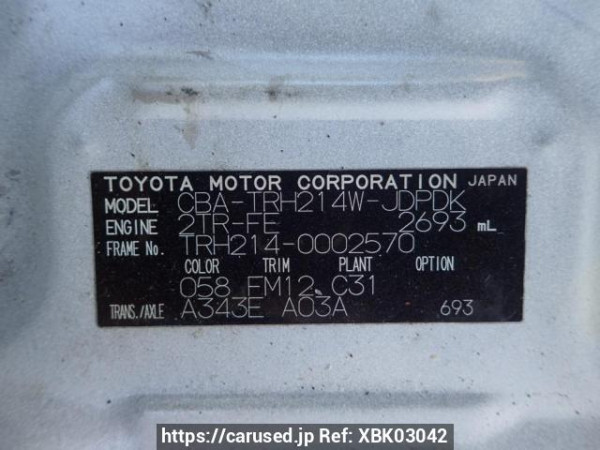 TOYOTA MOTOR CORPORATION JAPAN
MODEL CBA-TRH214W-JDPDK
ENGINE 2TR-FE 2693 mL
FRAME No. TRH214-0002570
COLOR TRIM PLANT OPTION
058 FM12 C31
TRANS./AXLE A343E A03A 693
https://carused.jp Ref: XBK03042